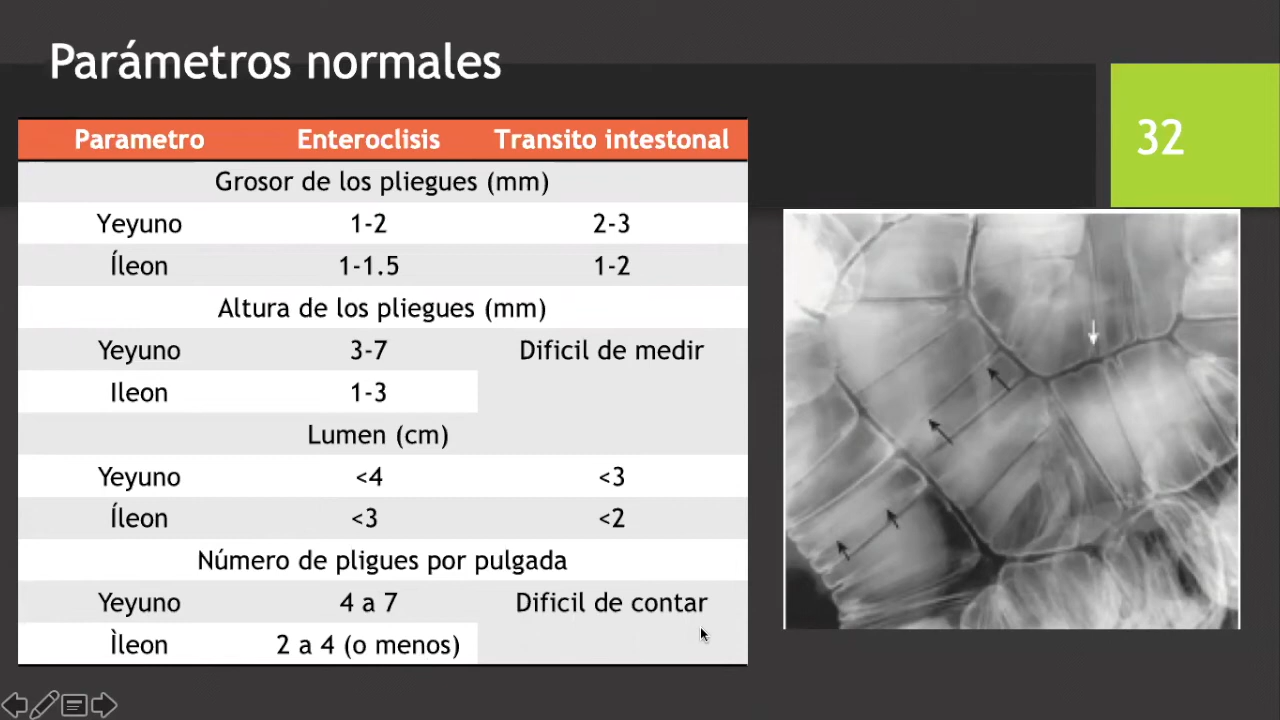 Parámetros normales
32
Parametro Enteroclisis Transito intestonal
Grosor de los pliegues (mm)
Yeyuno 1-2 2-3
Íleon 1-1.5 1-2
Altura de los pliegues (mm)
Yeyuno 3-7 Dificil de medir
Ileon 1-3
Lumen (cm)
Yeyuno <4 <3
Íleon <3 <2
Número de pligues por pulgada
Yeyuno 4 a 7 Dificil de contar
Ìleon 2 a 4 (o menos)